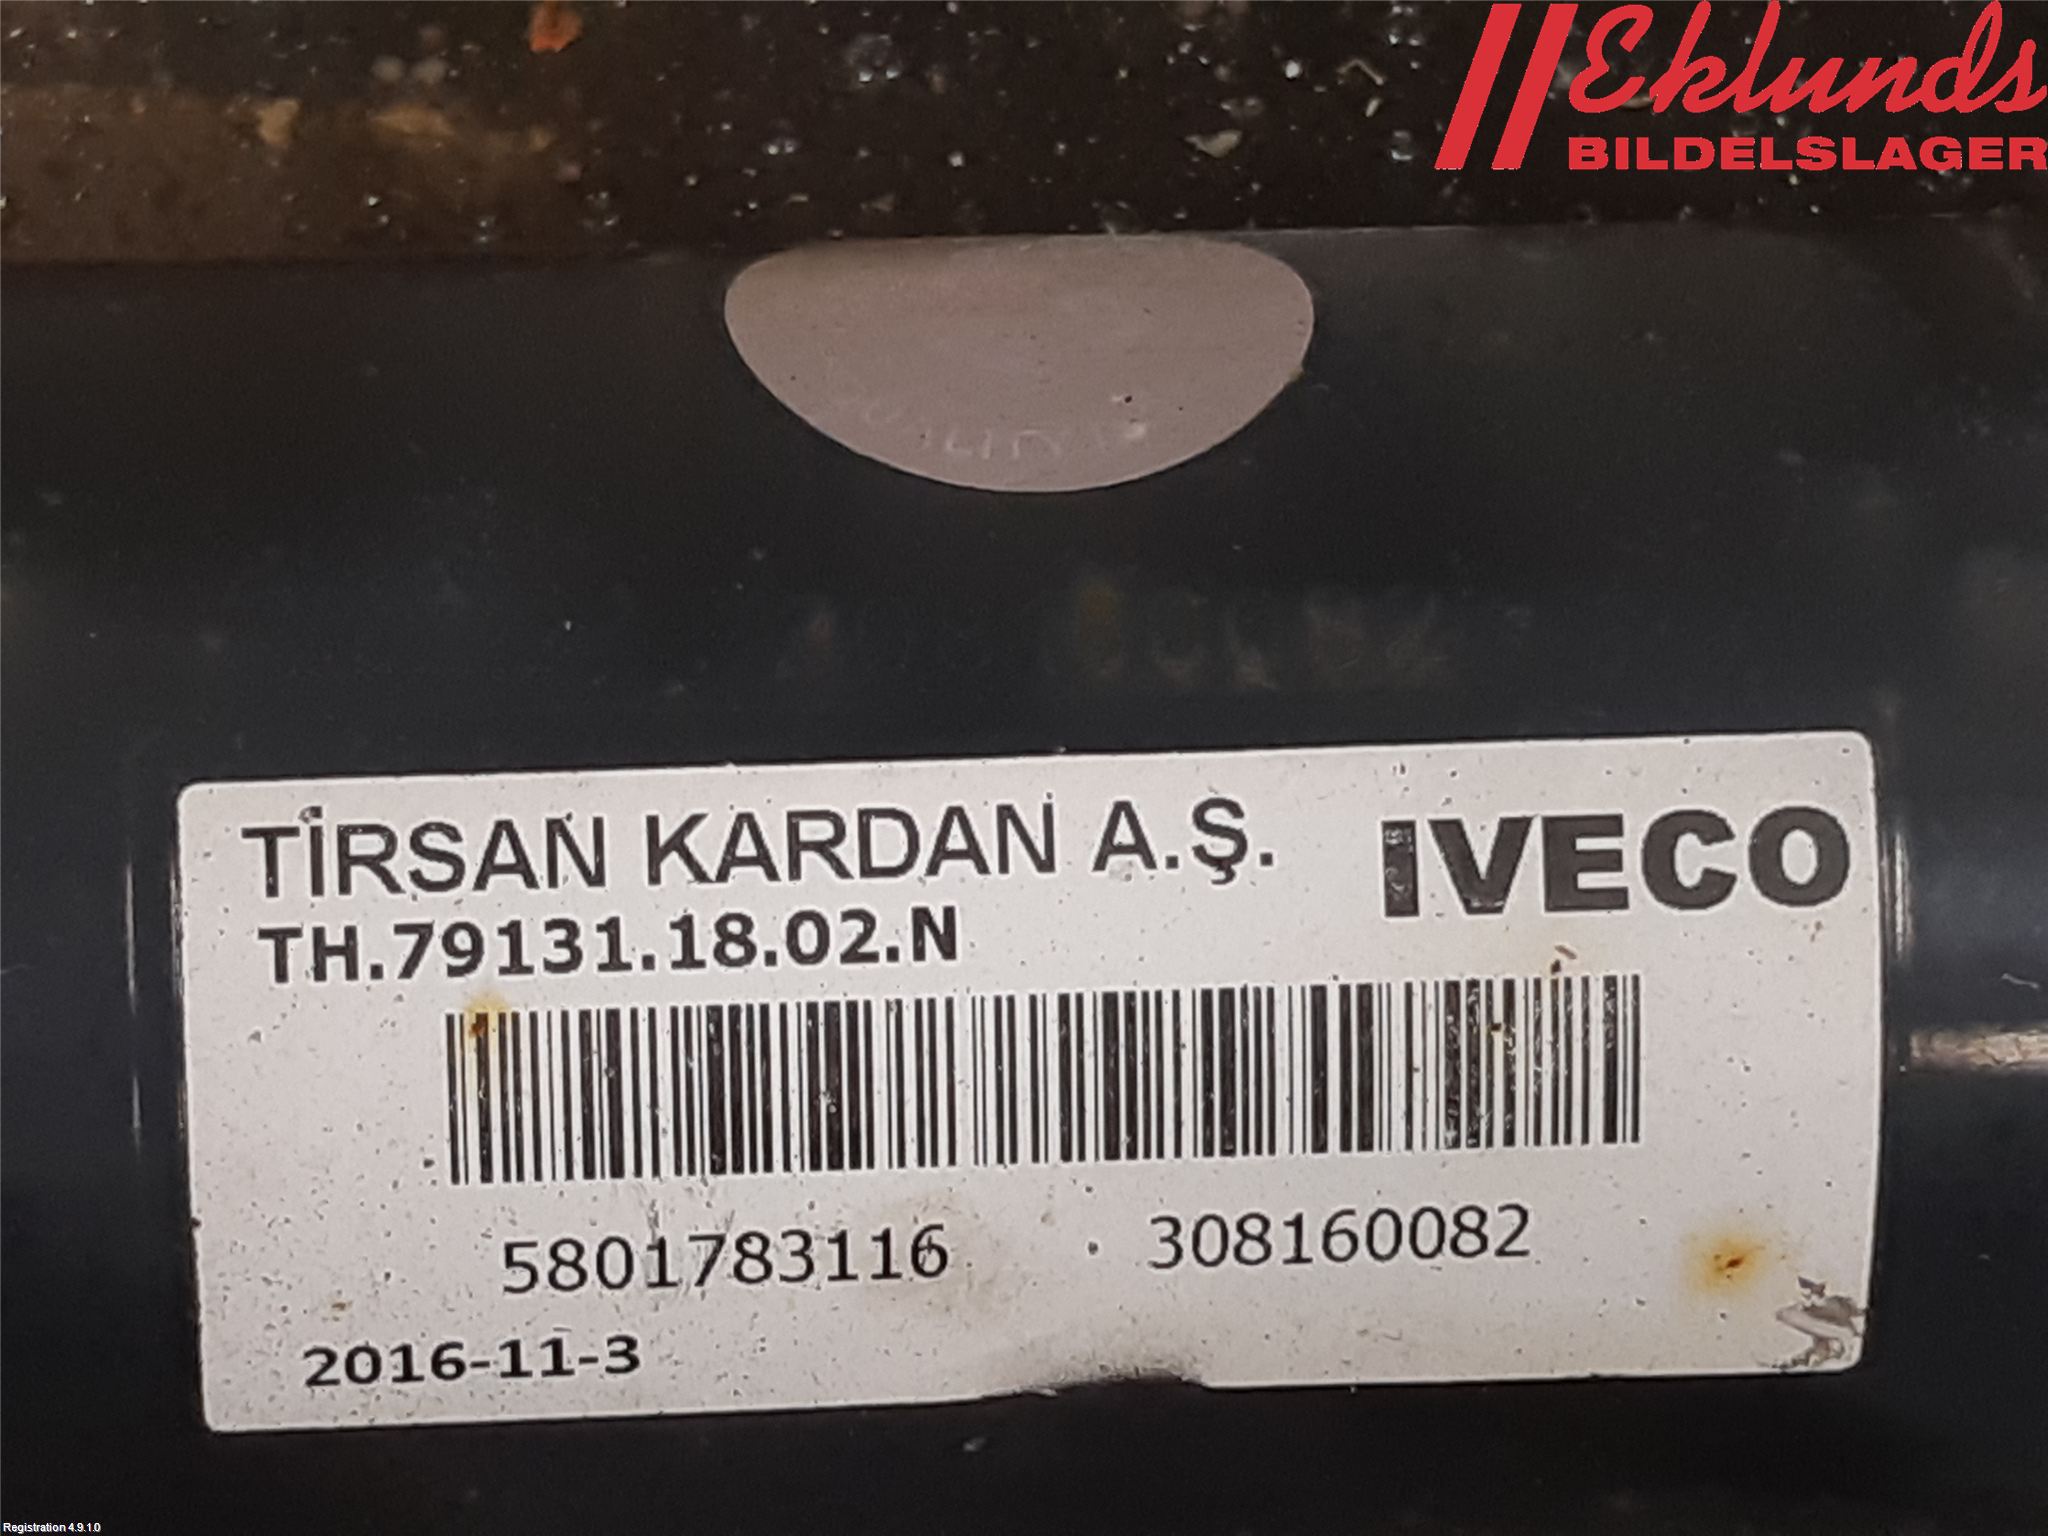 Eklunds
BILDELSLAGER
TİRSAN KARDAN A.Ş. IVECO
TH.79131.18.02.N
5801783116 308160082
2016-11-3
Registration 4.9.1.0